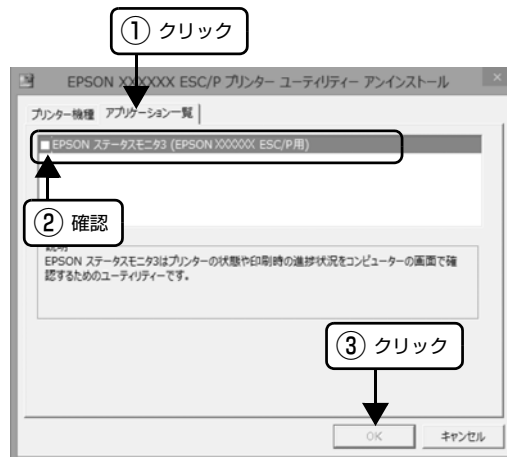 ① クリック
EPSON XXXXXX ESC/P プリンター ユーティリティー アンインストール
プリンター機種 アプリケーション一覧
EPSON ステータスモニタ3 (EPSON XXXXXX ESC/P用)
② 確認
説明
EPSON ステータスモニタ3はプリンターの状態や印刷時の進捗状況をコンピューターの画面で確
認するためのユーティリティーです。
③ クリック
OK キャンセル